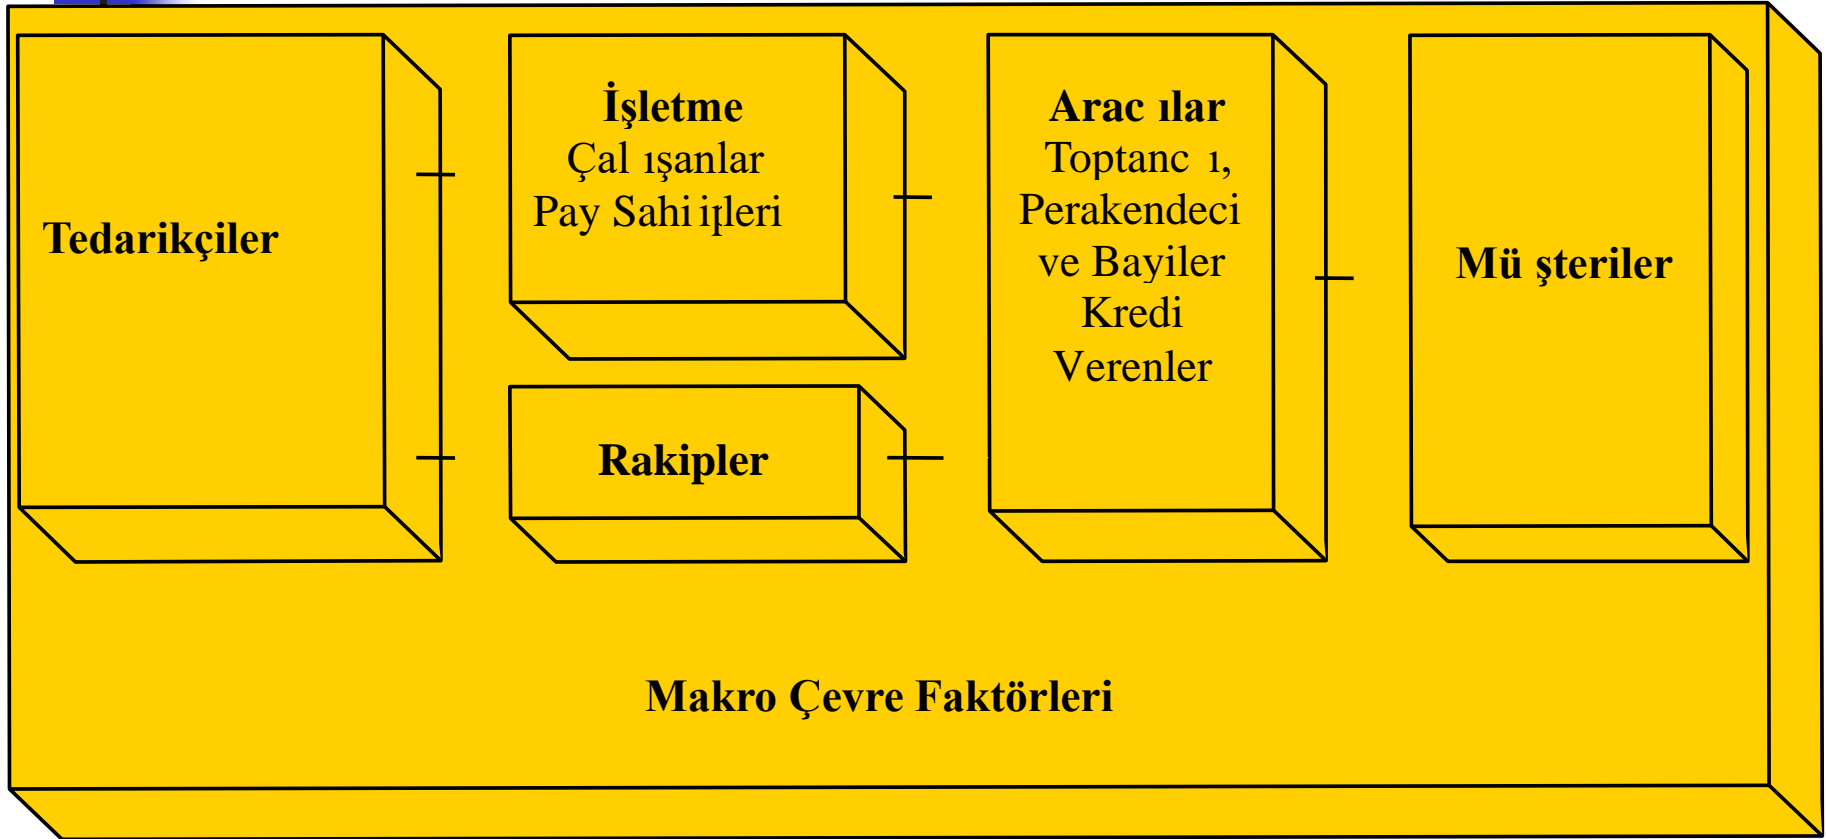 Tedarikçiler
İşletme
Çal ışanlar
Pay Sahi ipleri
Rakipler
Arac ılar
Toptanc ı,
Perakendeci
ve Bayiler
Kredi
Verenler
Mü şteriler
Makro Çevre Faktörleri